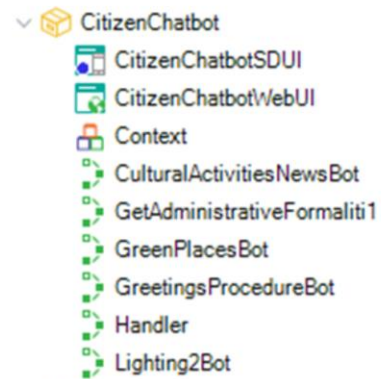 CitizenChatbot
CitizenChatbotSDUI
CitizenChatbotWebUI
Context
CulturalActivitiesNewsBot
GetAdministrativeFormaliti1
GreenPlacesBot
GreetingsProcedureBot
Handler
Lighting2Bot